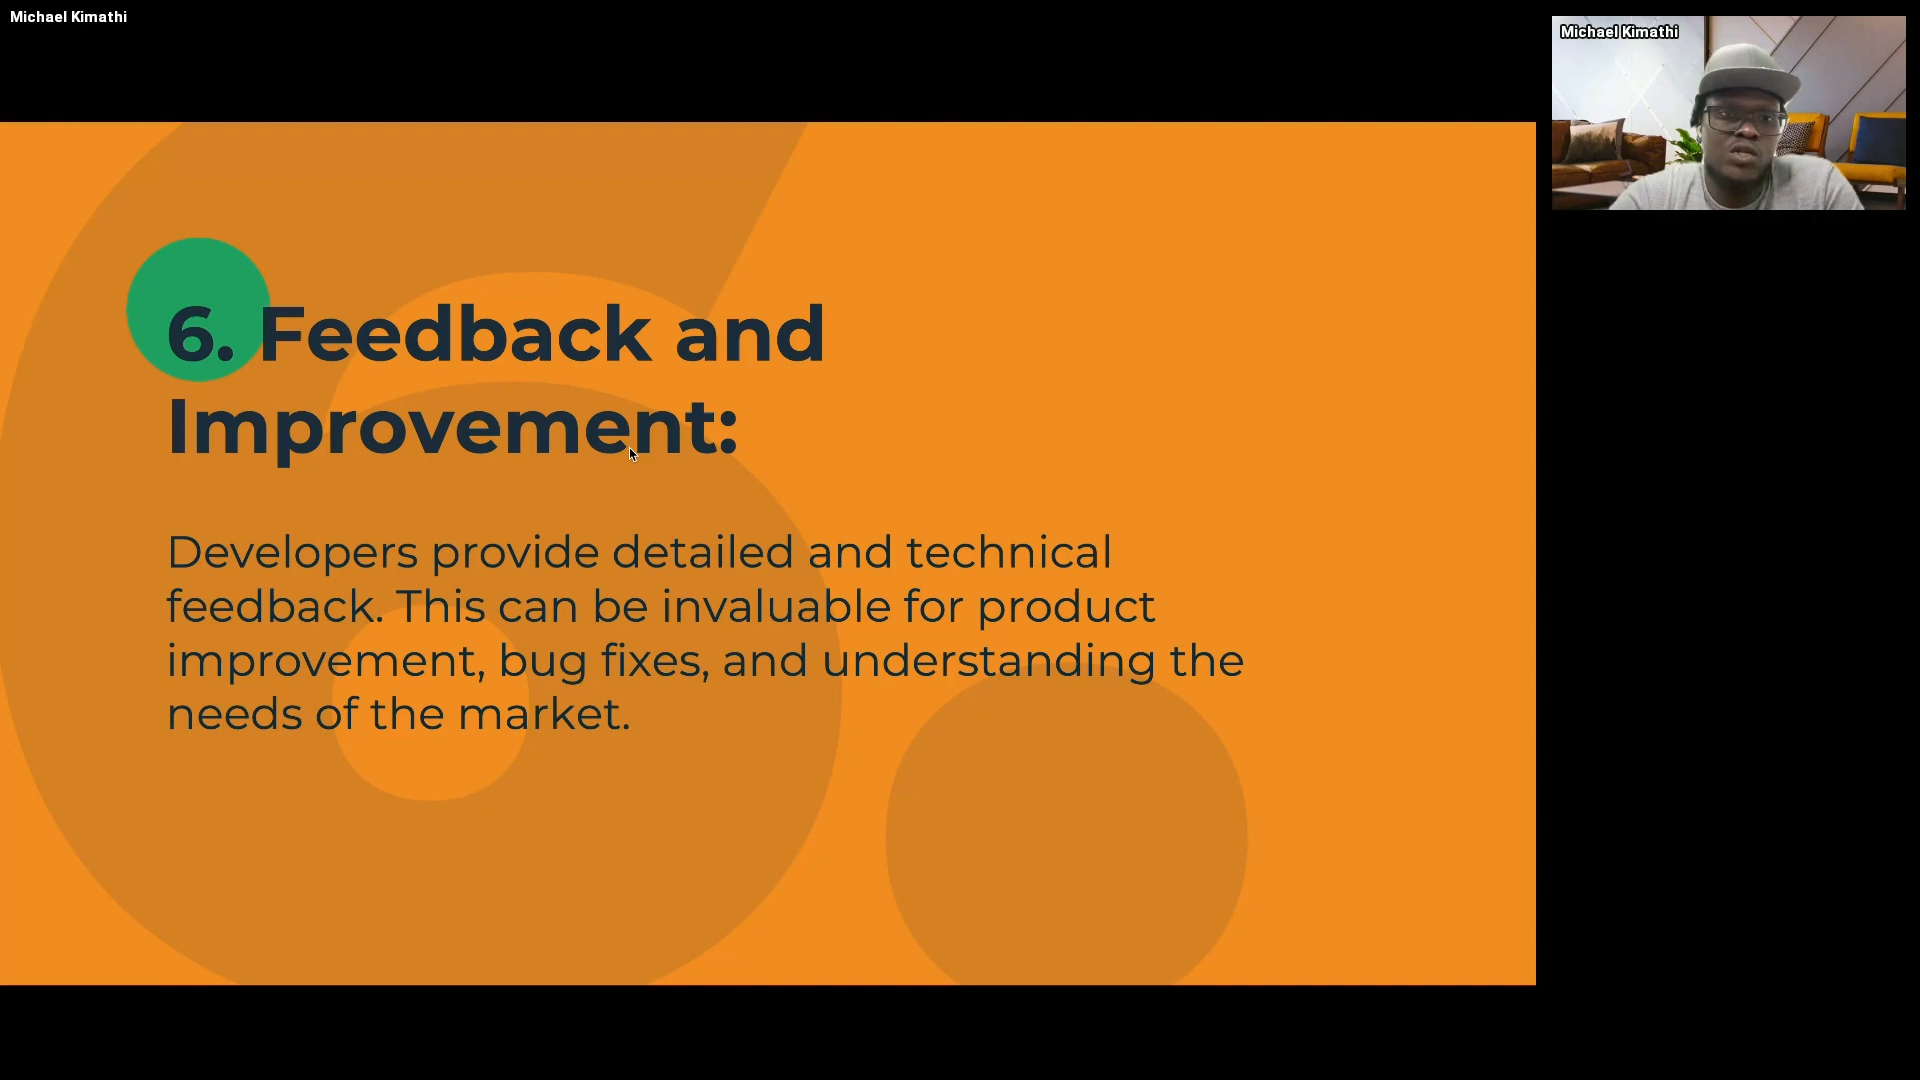 Michael Kimathi
Michael Kimathi
6. Feedback and
Improvement:
Developers provide detailed and technical
feedback. This can be invaluable for product
improvement, bug fixes, and understanding the
needs of the market.